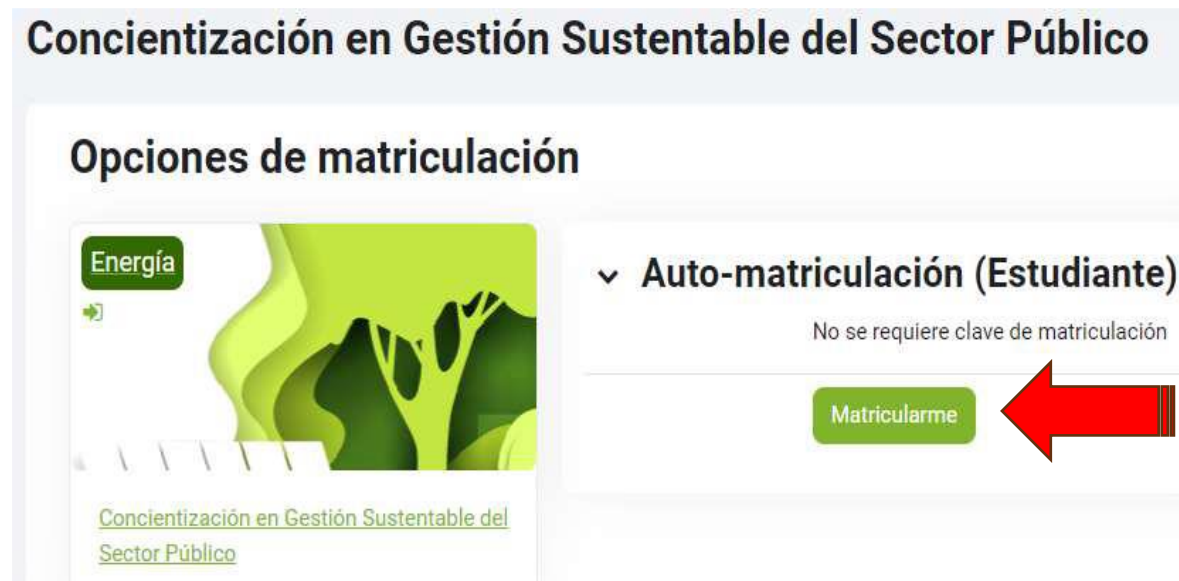 Concientización en Gestión Sustentable del Sector Público
Opciones de matriculación
Energía
Concientización en Gestión Sustentable del
Sector Público
Auto-matriculación (Estudiante)
No se requiere clave de matriculación
Matricularme